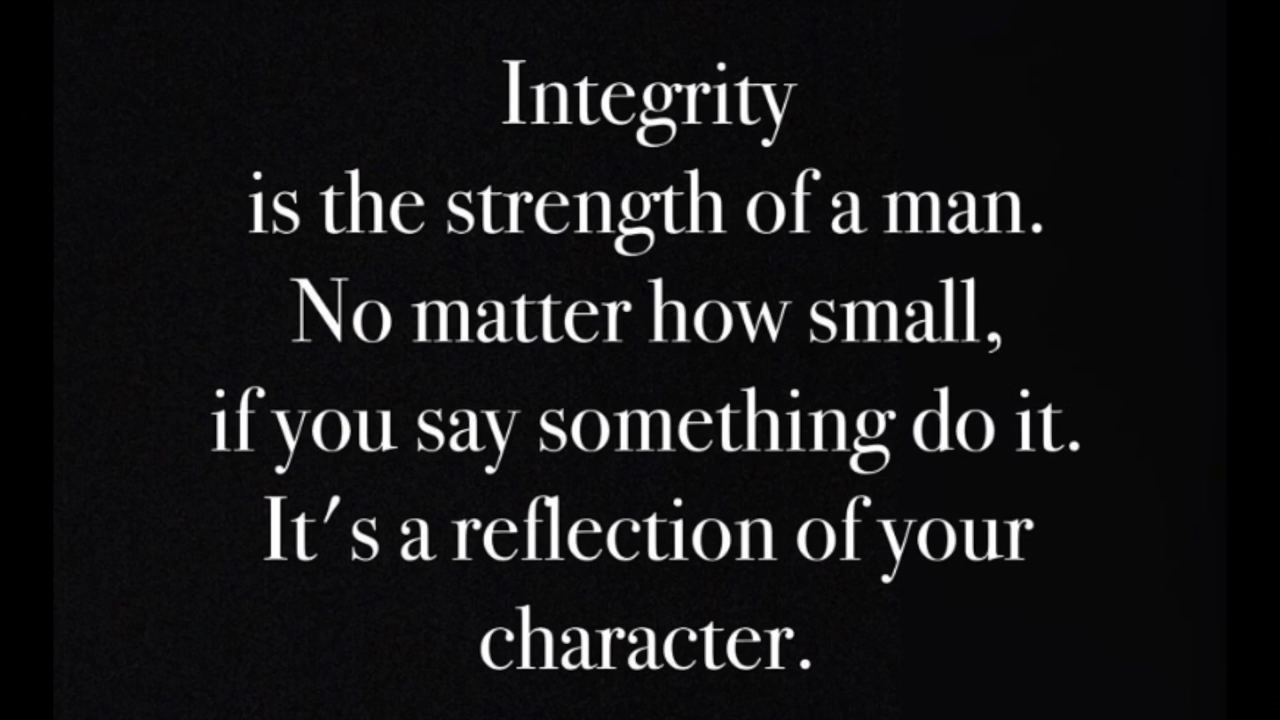 Integrity
is the strength of a man.
No matter how small,
if you say something do it.
It's a reflection of your
character.